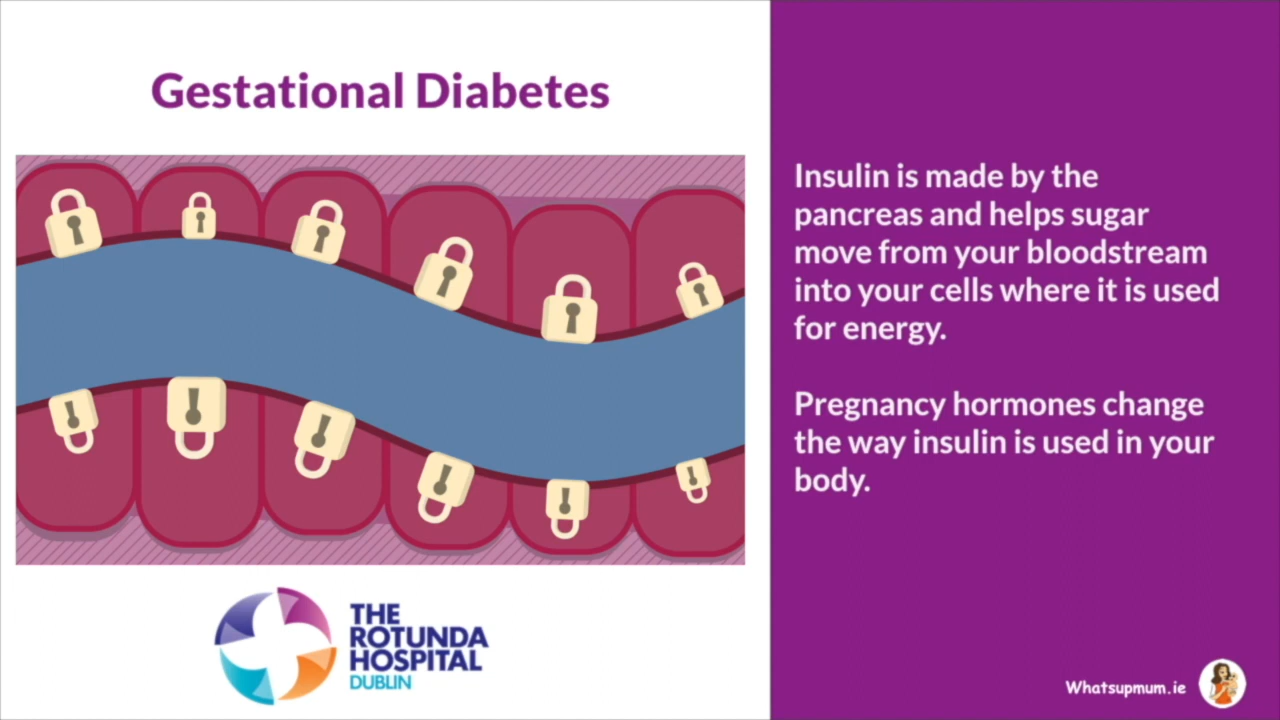 Gestational Diabetes
Insulin is made by the
pancreas and helps sugar
move from your bloodstream
into your cells where it is used
for energy.
Pregnancy hormones change
the way insulin is used in your
body.
THE
ROTUNDA
HOSPITAL
DUBLIN
Whatsupmum.ie